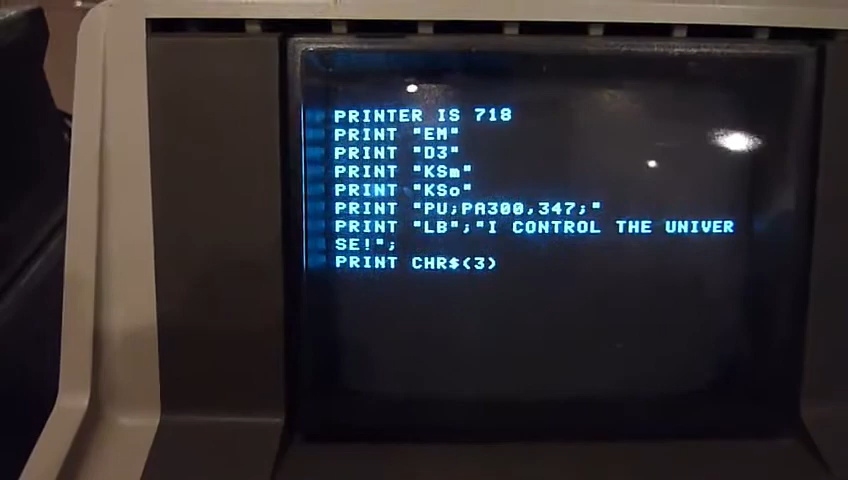 PRINTER IS 718
PRINT "EM"
PRINT "D3"
PRINT "KSm"
PRINT "KSo"
PRINT "PU;PA300,347;"
PRINT "LB";"I CONTROL THE UNIVER
SE!";
PRINT CHR$(3)